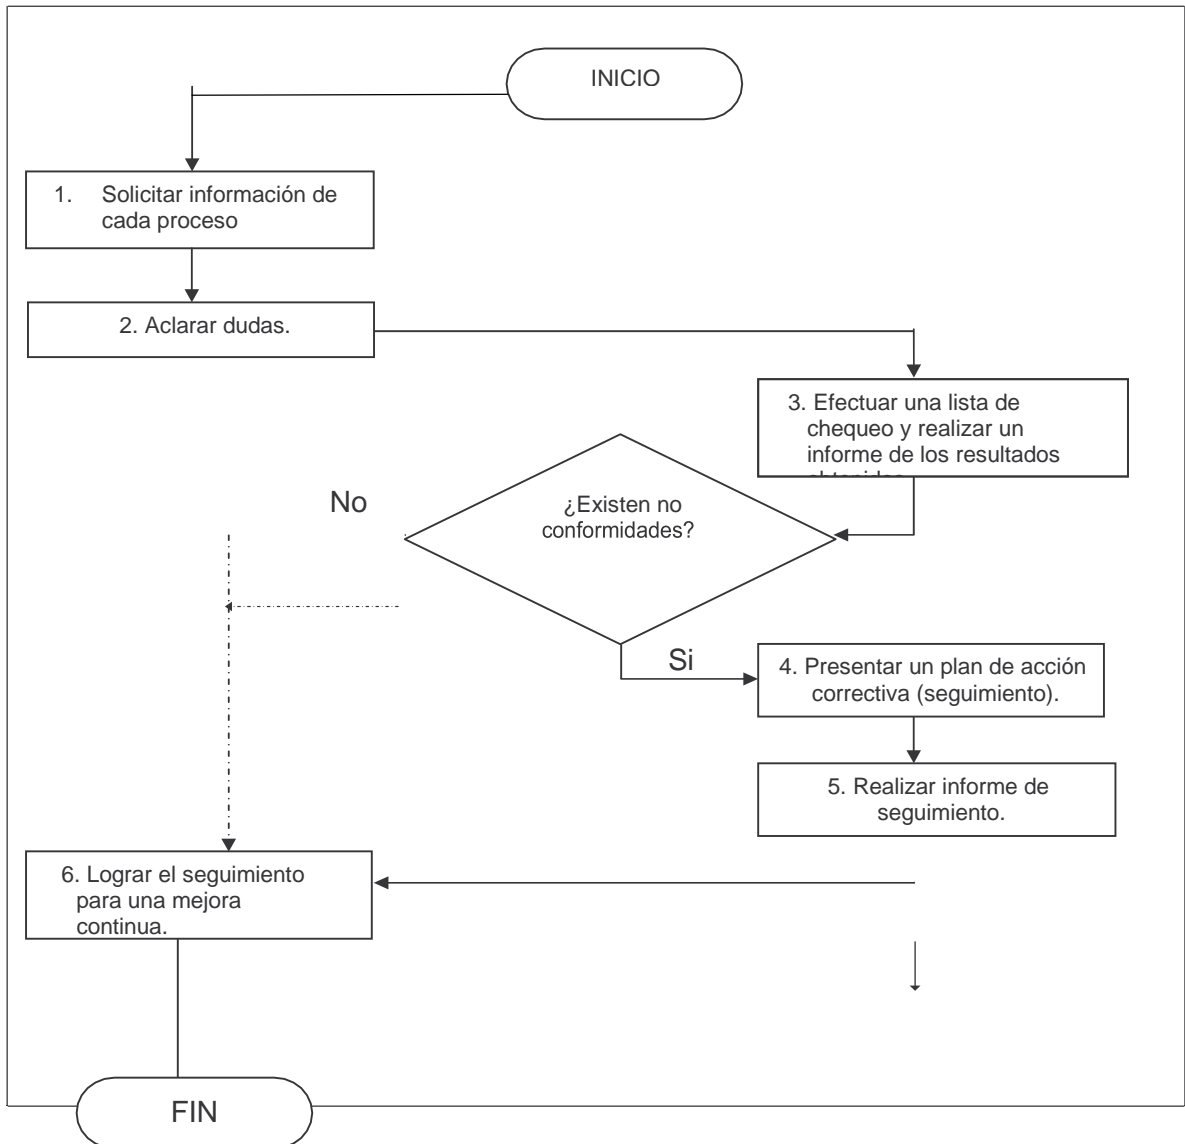 INICIO
1. Solicitar información de
cada proceso
2. Aclarar dudas.
3. Efectuar una lista de
chequeo y realizar un
informe de los resultados
No
¿Existen no
conformidades?
Si
4. Presentar un plan de acción
correctiva (seguimiento).
5. Realizar informe de
seguimiento.
6. Lograr el seguimiento
para una mejora
continua.
FIN